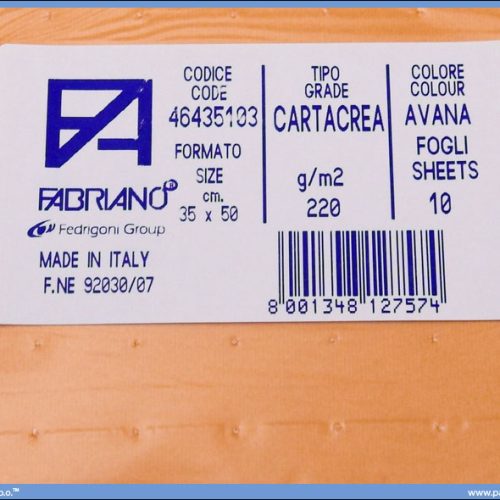 CODICE
CODE
46435103
FORMATO
SIZE
cm.
35 x 50
TIPO
GRADE
CARTACREA
g/m2
220
COLORE
COLOUR
AVANA
FOGLI
SHEETS
10
FABRIANO®
Fedrigoni Group
MADE IN ITALY
F.NE 92030/07
8 001348 127574